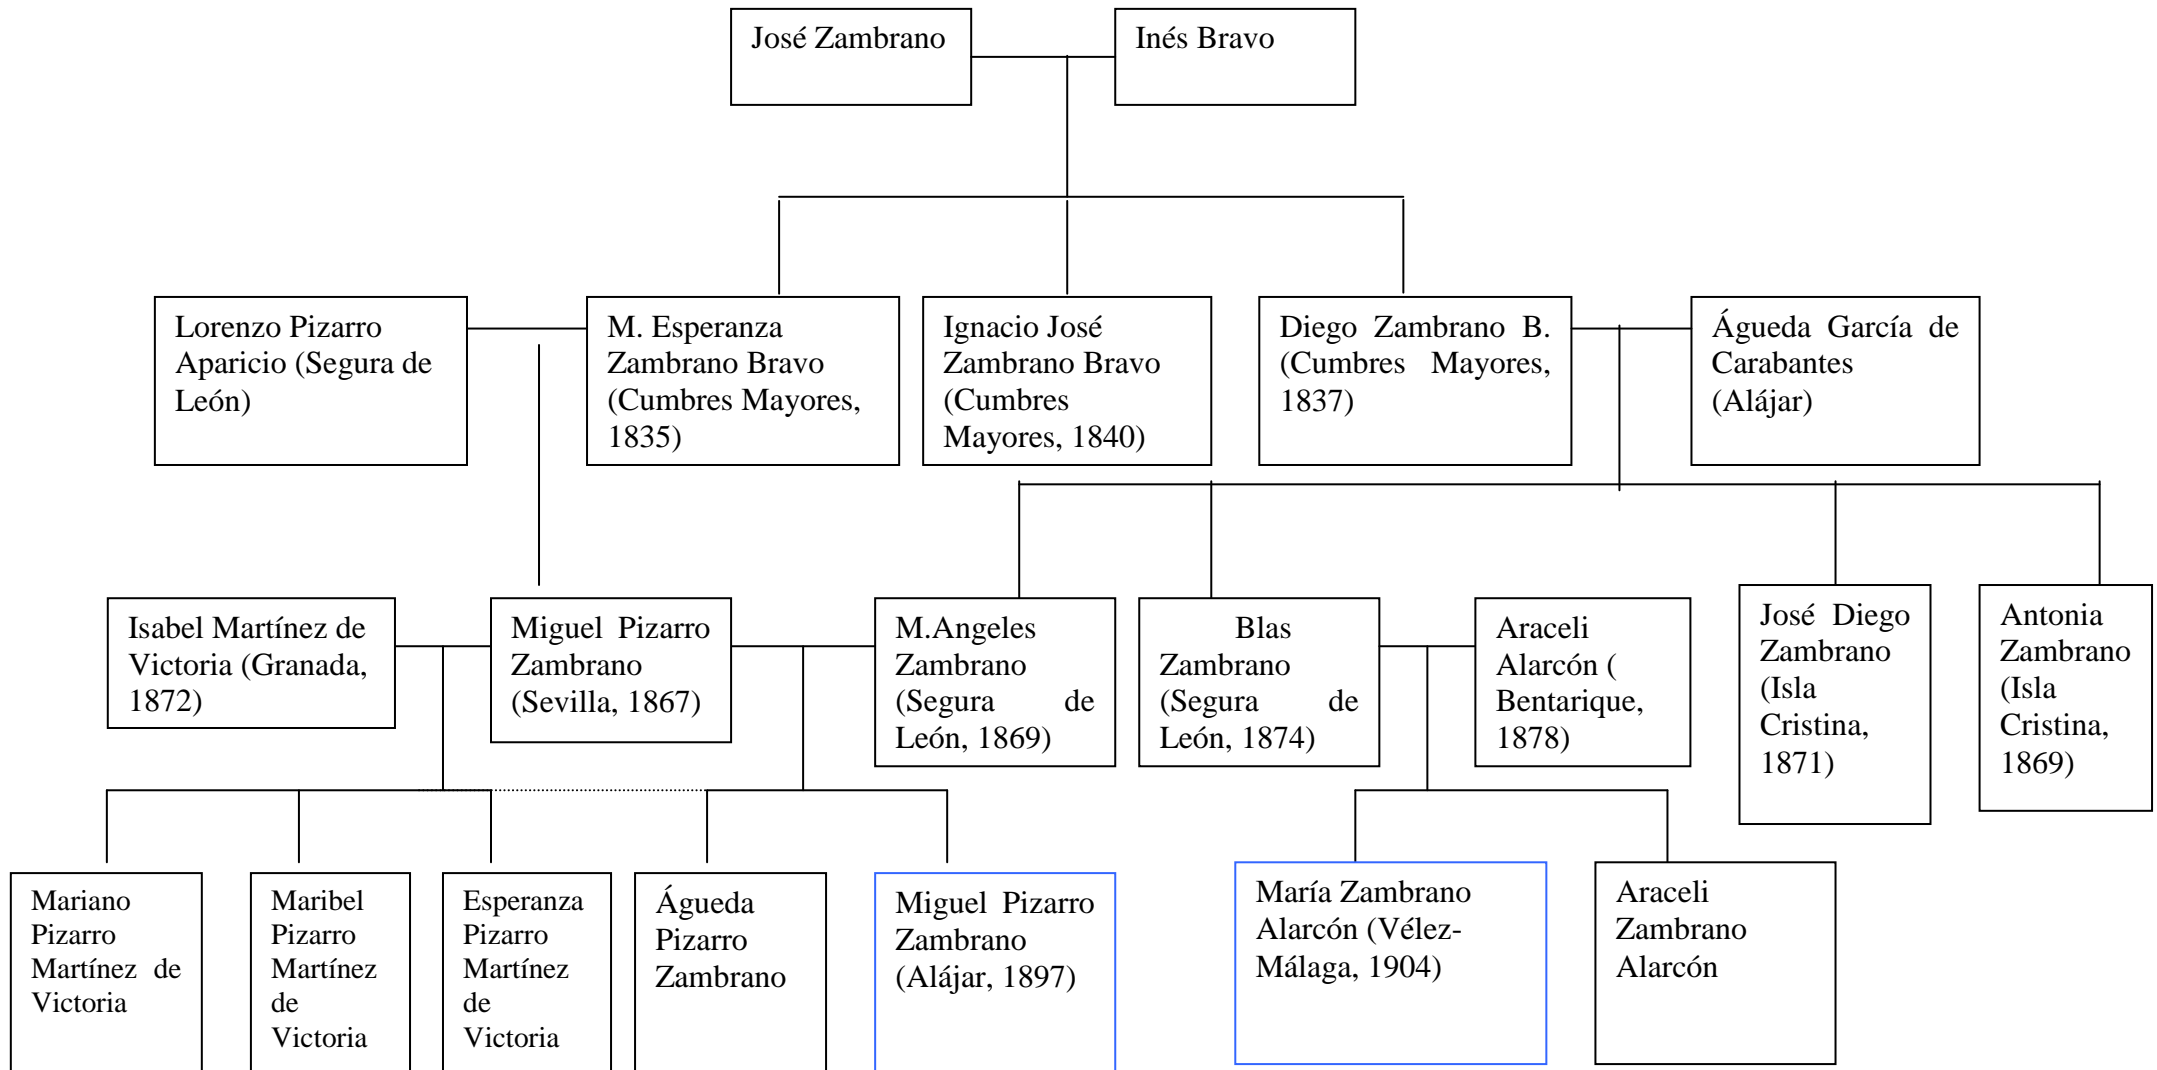 José Zambrano
Inés Bravo
Lorenzo Pizarro
Aparicio (Segura de
León)
M. Esperanza
Zambrano Bravo
(Cumbres Mayores,
1835)
Ignacio José
Zambrano Bravo
(Cumbres
Mayores, 1840)
Diego Zambrano B.
(Cumbres Mayores,
1837)
Águeda García de
Carabantes
(Alájar)
Isabel Martínez de
Victoria (Granada,
1872)
Miguel Pizarro
Zambrano
(Sevilla, 1867)
M.Angeles
Zambrano
(Segura de
León, 1869)
Blas
Zambrano
(Segura de
León, 1874)
Araceli
Alarcón (
Bentarique,
1878)
José Diego
Zambrano
(Isla
Cristina,
1871)
Antonia
Zambrano
(Isla
Cristina,
1869)
Mariano
Pizarro
Martínez de
Victoria
Maribel
Pizarro
Martínez
de
Victoria
Esperanza
Pizarro
Martínez
de
Victoria
Águeda
Pizarro
Zambrano
Miguel Pizarro
Zambrano
(Alájar, 1897)
María Zambrano
Alarcón (Vélez-
Málaga, 1904)
Araceli
Zambrano
Alarcón